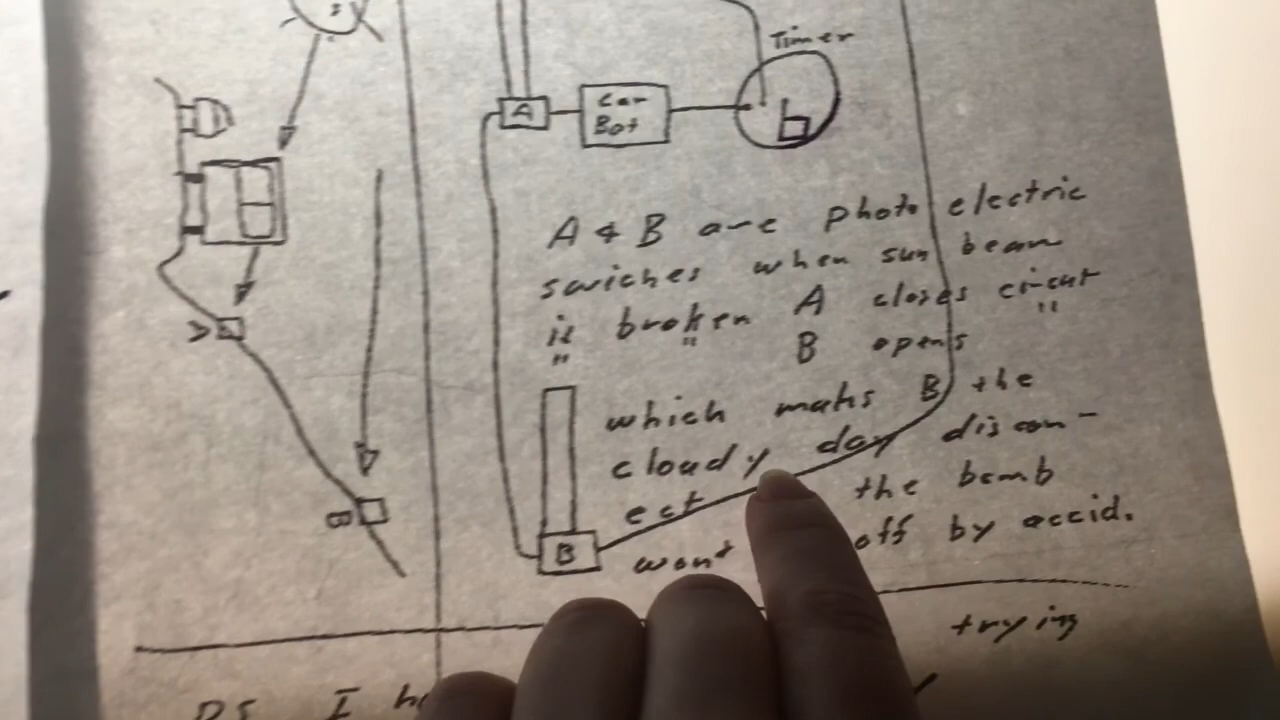 Timer
A
Car
Bat
A & B are photo electric
swiches when sun beam
is broken A closes circut
" " B opens "
which maks B the
cloudy day discon-
ect the bomb
wont off by accid.
B
A
B
trying
PS. I